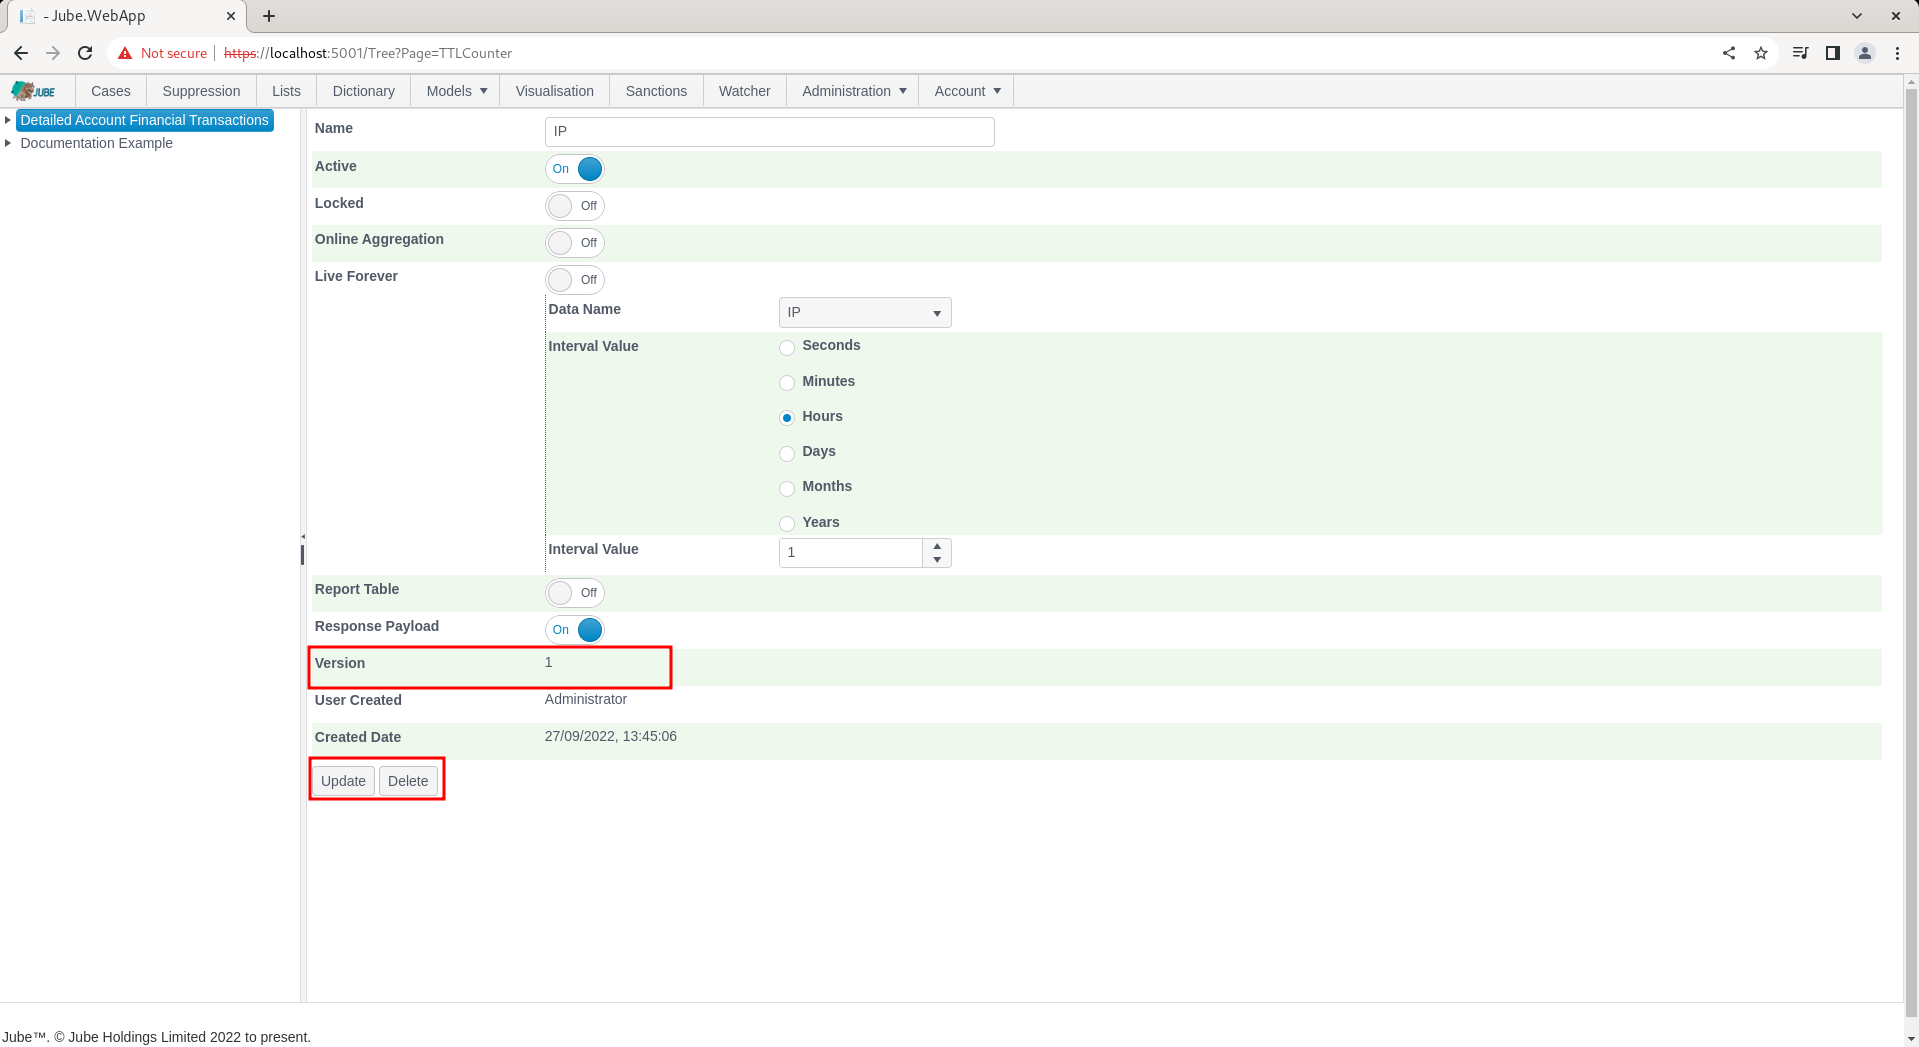 - Jube.WebApp
Not secure https://localhost:5001/Tree?Page=TTLCounter
JUBE Cases Suppression Lists Dictionary Models Visualisation Sanctions Watcher Administration Account
Detailed Account Financial Transactions
Documentation Example
Name IP
Active On
Locked Off
Online Aggregation Off
Live Forever Off
Data Name IP
Interval Value Seconds
Minutes
Hours
Days
Months
Years
Interval Value 1
Report Table Off
Response Payload On
Version 1
User Created Administrator
Created Date 27/09/2022, 13:45:06
Update Delete
Jube™. © Jube Holdings Limited 2022 to present.